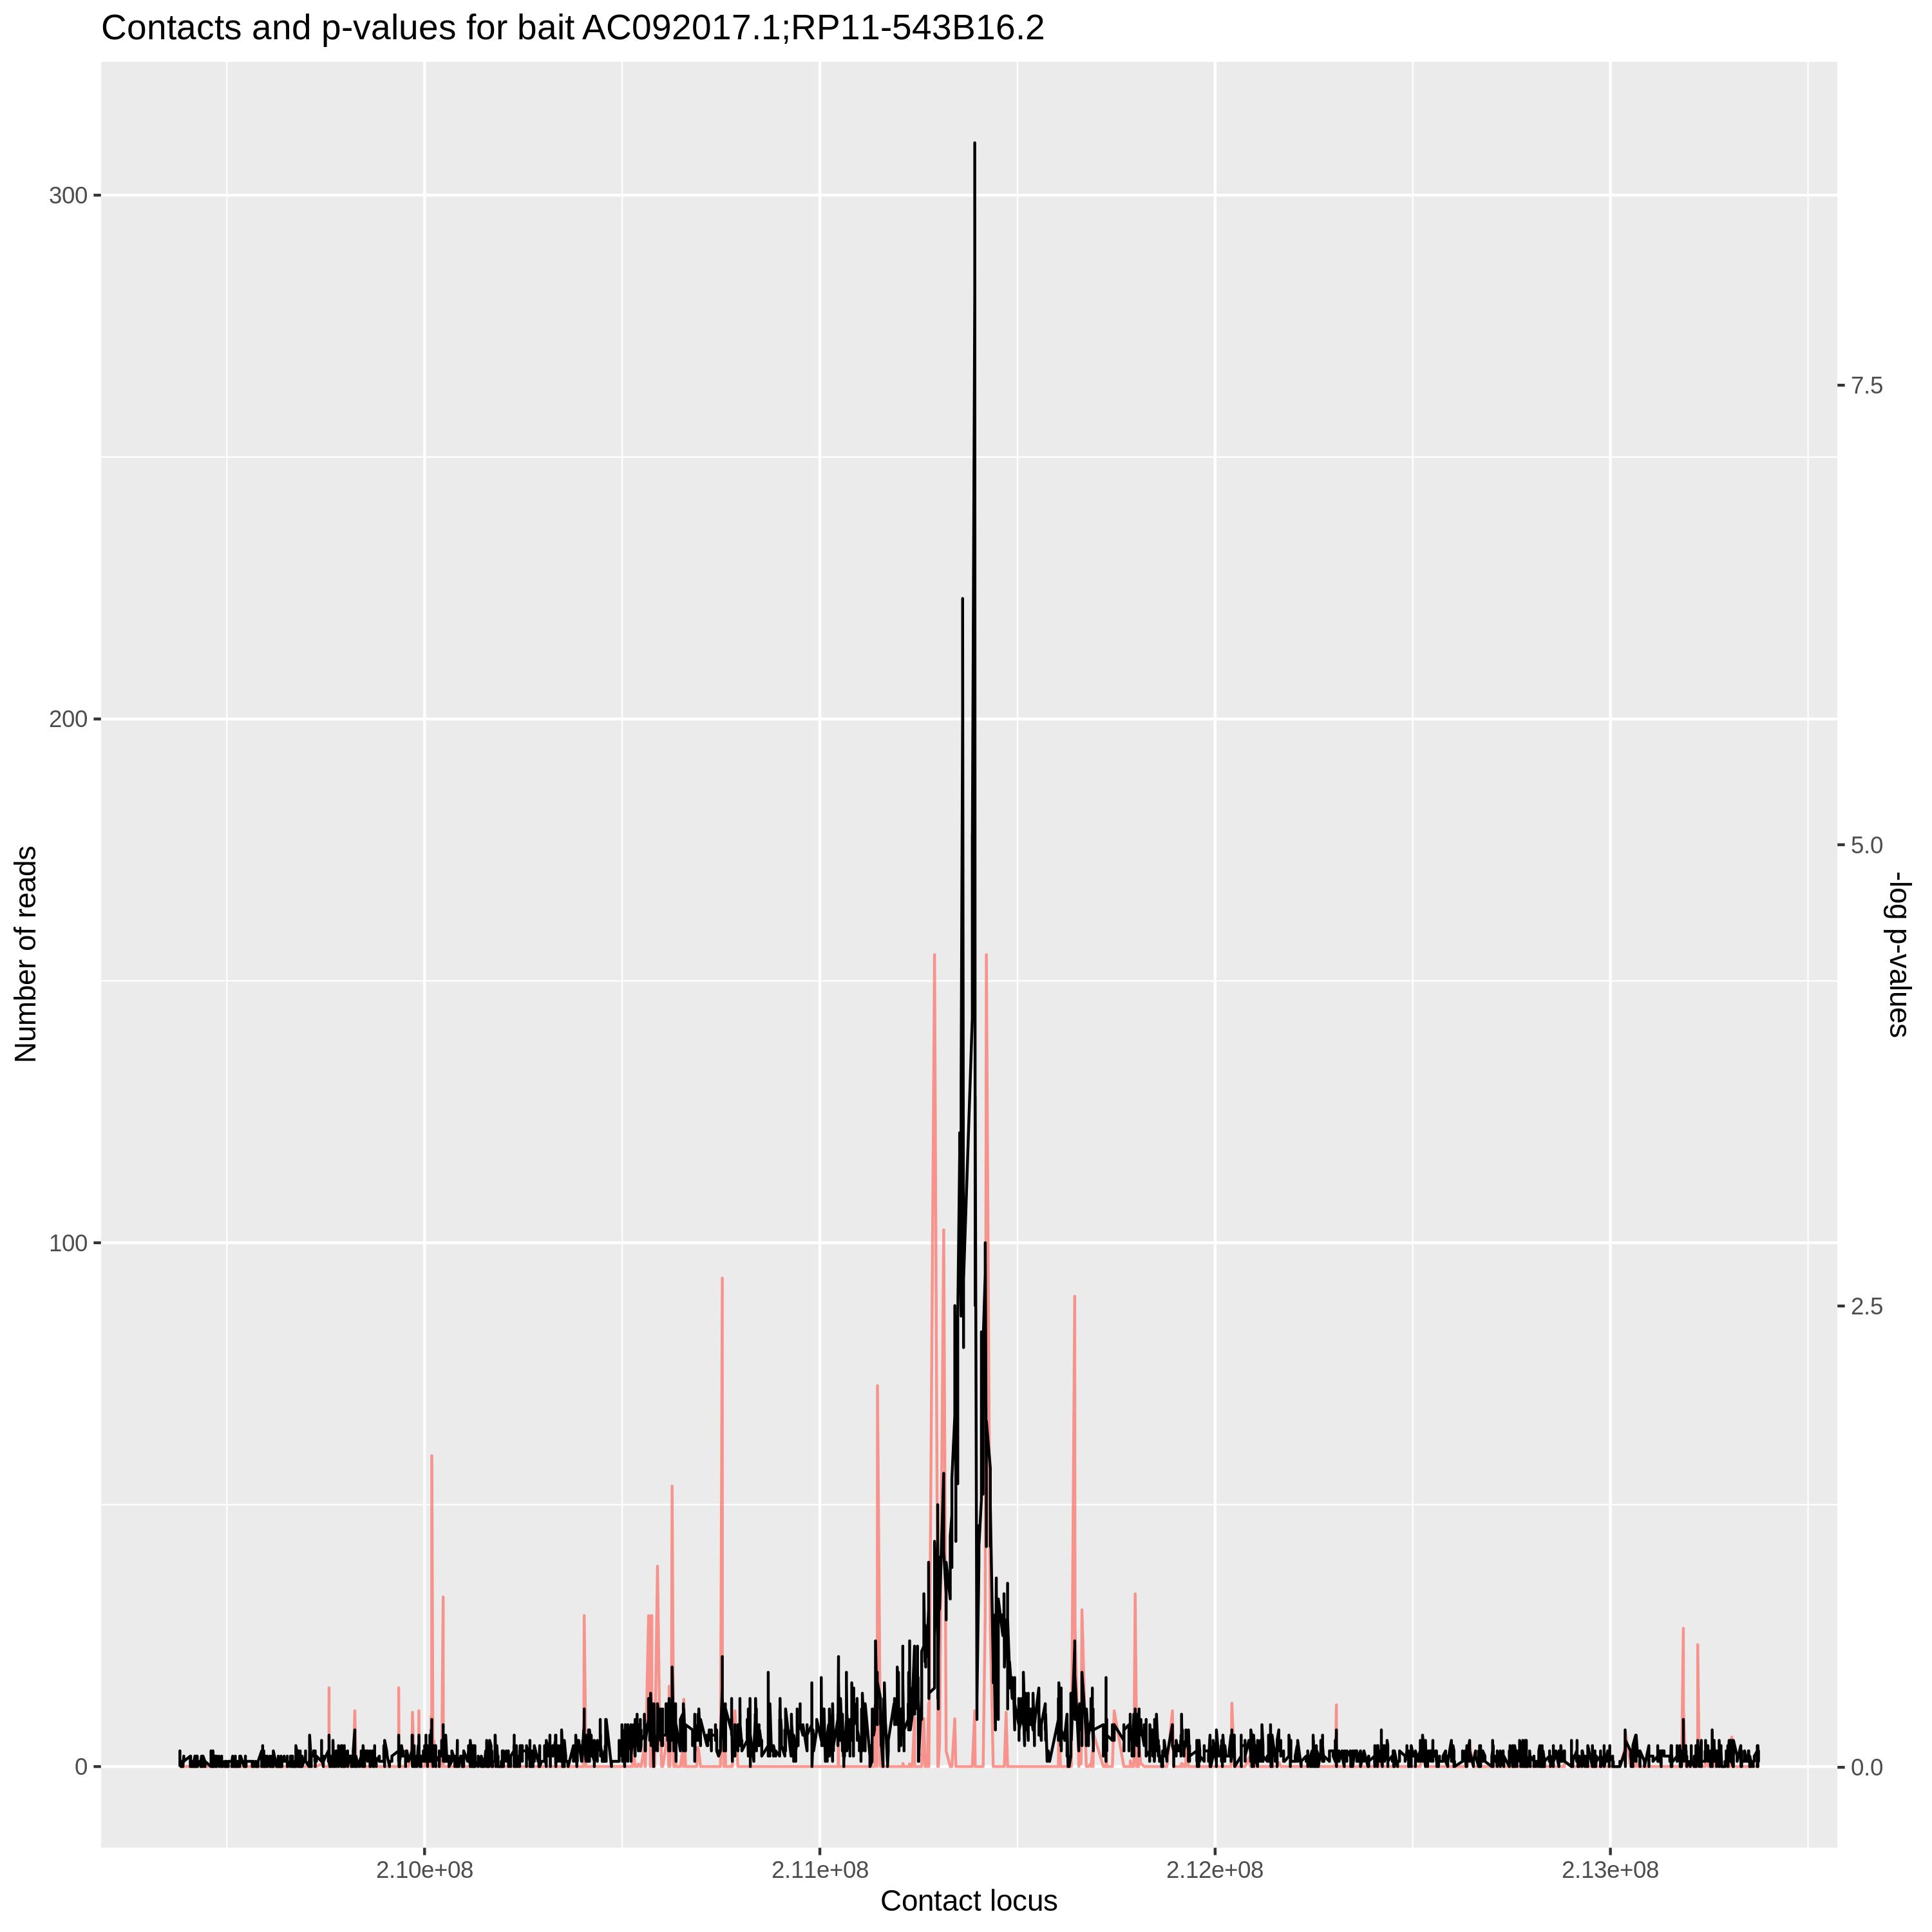 Contacts and p-values for bait AC092017.1;RP11-543B16.2
300
200
100
0
Number of reads
7.5
5.0
2.5
0.0
-log p-values
2.10e+08
2.11e+08
2.12e+08
2.13e+08
Contact locus